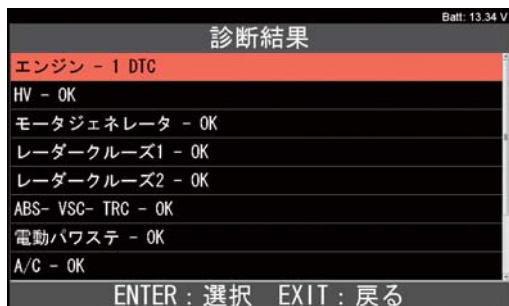 Batt: 13.34 V
診断結果
エンジン - 1 DTC
HV - OK
モータジェネレータ - OK
レーダークルーズ1 - OK
レーダークルーズ2 - OK
ABS- VSC- TRC - OK
電動パワステ - OK
A/C - OK
ENTER：選択 EXIT：戻る